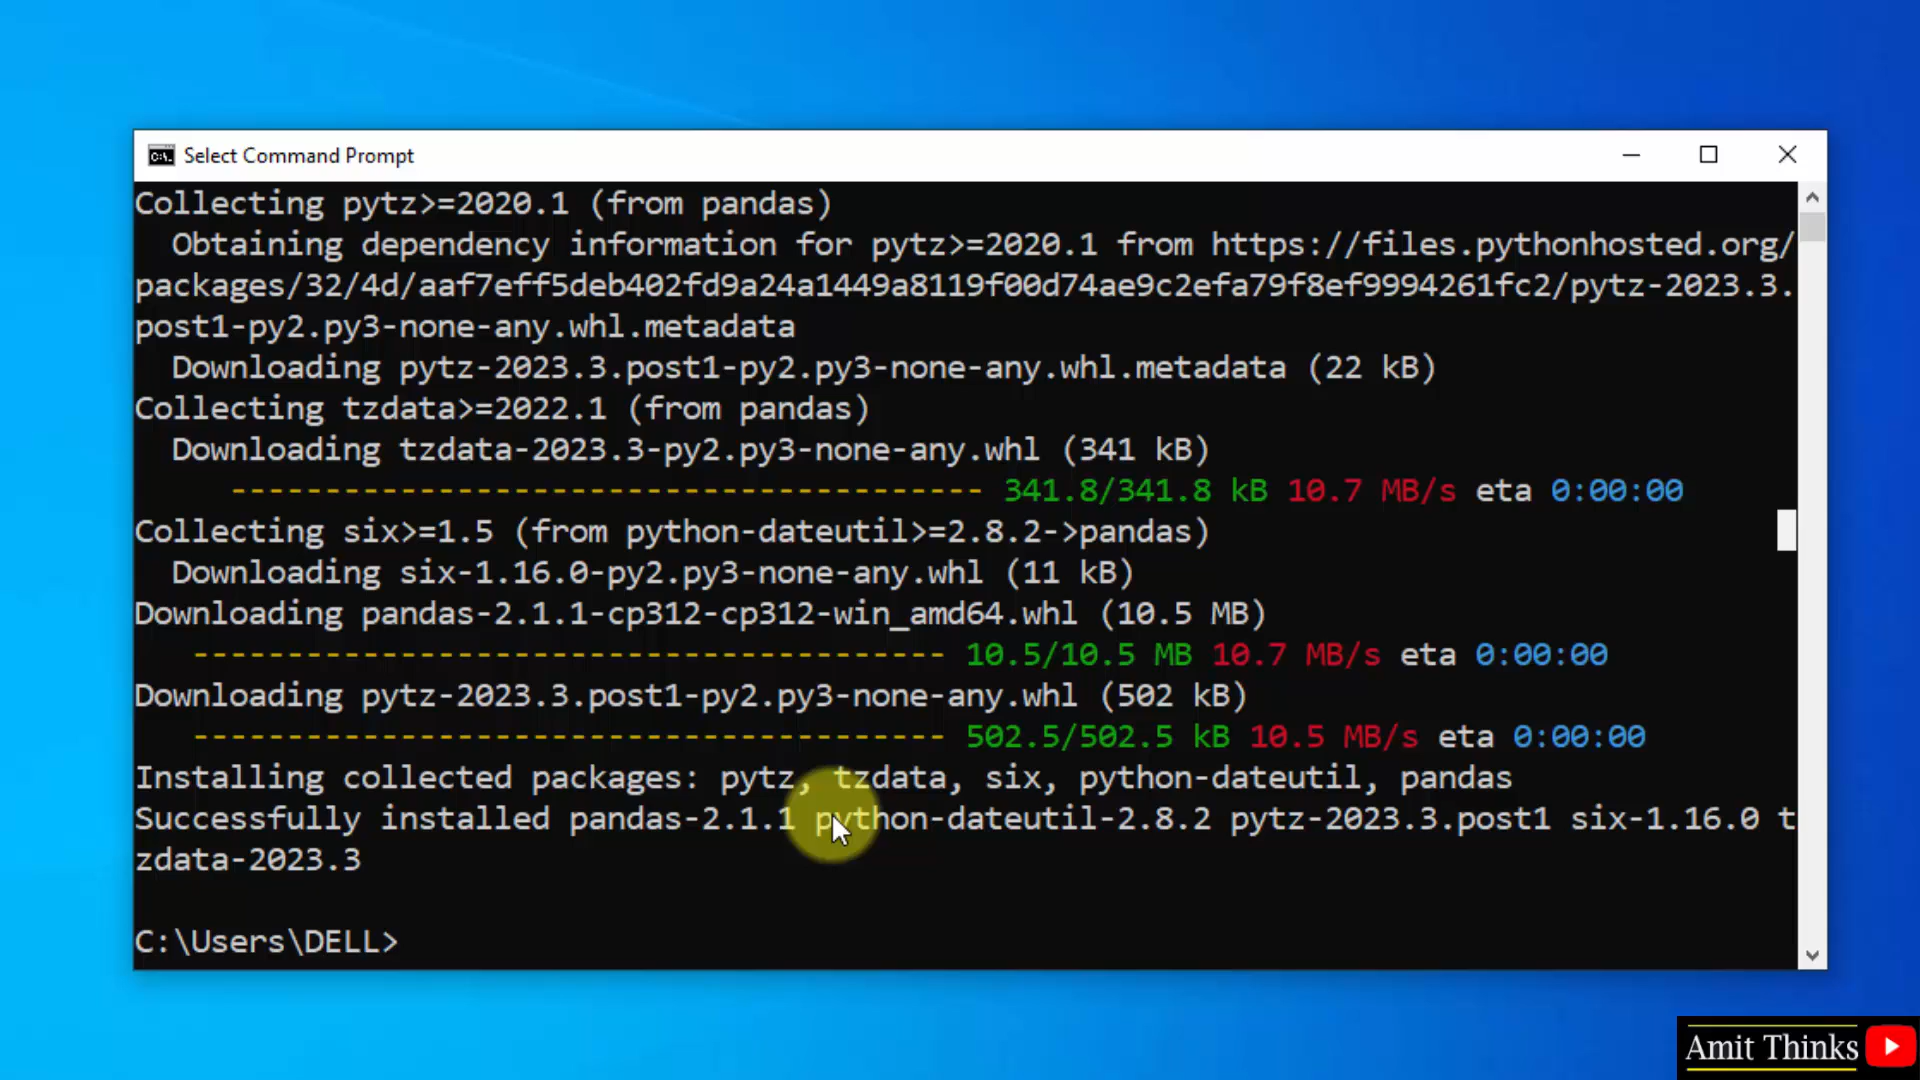 Select Command Prompt
Collecting pytz>=2020.1 (from pandas)
Obtaining dependency information for pytz>=2020.1 from https://files.pythonhosted.org/
packages/32/4d/aaf7eff5deb402fd9a24a1449a8119f00d74ae9c2efa79f8ef9994261fc2/pytz-2023.3.
post1-py2.py3-none-any.whl.metadata
Downloading pytz-2023.3.post1-py2.py3-none-any.whl.metadata (22 kB)
Collecting tzdata>=2022.1 (from pandas)
Downloading tzdata-2023.3-py2.py3-none-any.whl (341 kB)
---------------------------------------- 341.8/341.8 kB 10.7 MB/s eta 0:00:00
Collecting six>=1.5 (from python-dateutil>=2.8.2->pandas)
Downloading six-1.16.0-py2.py3-none-any.whl (11 kB)
Downloading pandas-2.1.1-cp312-cp312-win_amd64.whl (10.5 MB)
---------------------------------------- 10.5/10.5 MB 10.7 MB/s eta 0:00:00
Downloading pytz-2023.3.post1-py2.py3-none-any.whl (502 kB)
---------------------------------------- 502.5/502.5 kB 10.5 MB/s eta 0:00:00
Installing collected packages: pytz, tzdata, six, python-dateutil, pandas
Successfully installed pandas-2.1.1 python-dateutil-2.8.2 pytz-2023.3.post1 six-1.16.0 t
zdata-2023.3
C:\Users\DELL>
Amit Thinks